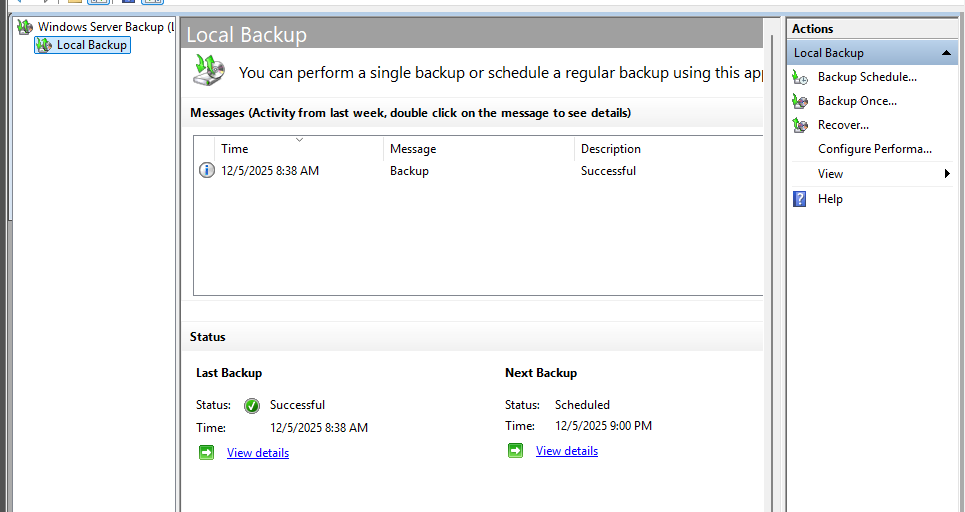 Windows Server Backup (L
Local Backup
Local Backup
You can perform a single backup or schedule a regular backup using this app
Messages (Activity from last week, double click on the message to see details)
Time Message Description
12/5/2025 8:38 AM Backup Successful
Status
Last Backup
Status: Successful
Time: 12/5/2025 8:38 AM
View details
Next Backup
Status: Scheduled
Time: 12/5/2025 9:00 PM
View details
Actions
Local Backup
Backup Schedule...
Backup Once...
Recover...
Configure Performa...
View
Help